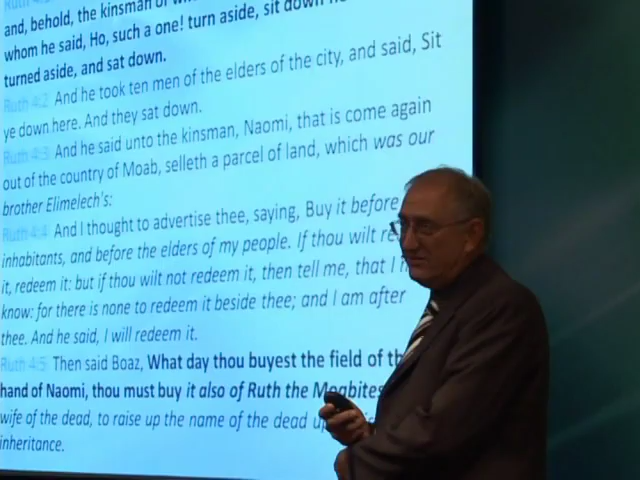 Ruth 4:1
and, behold, the kinsman of
whom he said, Ho, such a one! turn aside, sit down
turned aside, and sat down.
Ruth 4:2 And he took ten men of the elders of the city, and said, Sit
ye down here. And they sat down.
Ruth 4:3 And he said unto the kinsman, Naomi, that is come again
out of the country of Moab, selleth a parcel of land, which was our
brother Elimelech's:
Ruth 4:4 And I thought to advertise thee, saying, Buy it before
inhabitants, and before the elders of my people. If thou wilt
it, redeem it: but if thou wilt not redeem it, then tell me, that I
know: for there is none to redeem it beside thee; and I am after
thee. And he said, I will redeem it.
Ruth 4:5 Then said Boaz, What day thou buyest the field of
hand of Naomi, thou must buy it also of Ruth the Moabites
wife of the dead, to raise up the name of the dead
inheritance.